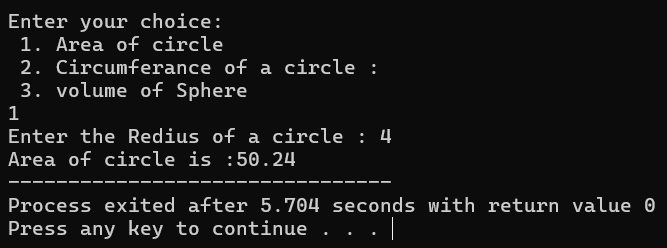 Enter your choice:
 1. Area of circle
 2. Circumferance of a circle :
 3. volume of Sphere
1
Enter the Redius of a circle : 4
Area of circle is :50.24
--------------------------------
Process exited after 5.704 seconds with return value 0
Press any key to continue . . .